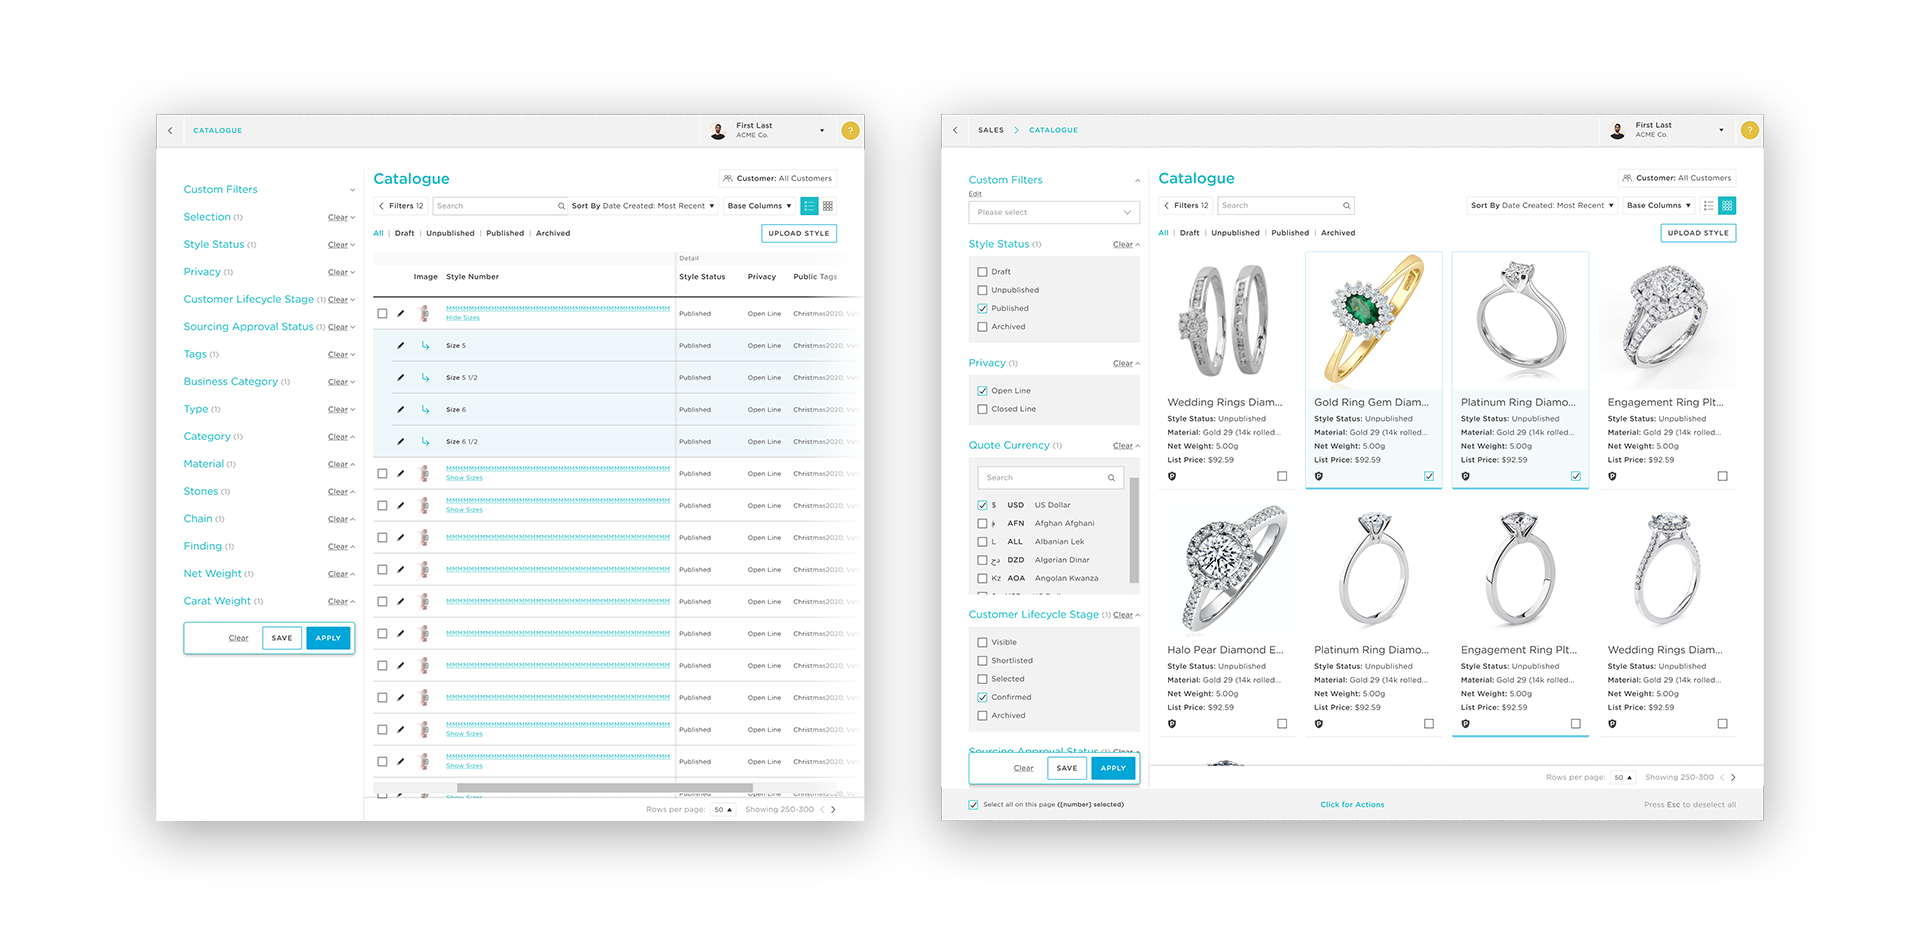 CATALOGUE
First Last
ACME Co.
?
Custom Filters
Selection (1) Clear
Style Status (1) Clear
Privacy (1) Clear
Customer Lifecycle Stage (1) Clear
Sourcing Approval Status (1) Clear
Tags (1) Clear
Business Category (1) Clear
Type (1) Clear
Category (1) Clear
Material (1) Clear
Stones (1) Clear
Chain (1) Clear
Finding (1) Clear
Net Weight (1) Clear
Carat Weight (1) Clear
Clear SAVE APPLY
Catalogue
Customer: All Customers
Filters 12 Search Sort By Date Created: Most Recent Base Columns
All | Draft | Unpublished | Published | Archived
UPLOAD STYLE
Detail
Image Style Number Style Status Privacy Public Tags
Published Open Line Christmas2020,
Hide Sizes
Size 5 Published Open Line Christmas2020,
Size 5 1/2 Published Open Line Christmas2020,
Size 6 Published Open Line Christmas2020,
Size 6 1/2 Published Open Line Christmas2020,
Published Open Line Christmas2020,
Show Sizes
Published Open Line Christmas2020,
Show Sizes
Published Open Line Christmas2020,
Published Open Line Christmas2020,
Published Open Line Christmas2020,
Published Open Line Christmas2020,
Published Open Line Christmas2020,
Published Open Line Christmas2020,
Published Open Line Christmas2020,
Show Sizes
Published Open Line Christmas2020,
Show Sizes
Show Sizes
Rows per page: 50 Showing 250-300
SALES CATALOGUE
First Last
ACME Co.
?
Custom Filters
Edit
Please select
Style Status (1) Clear
Draft
Unpublished
Published
Archived
Privacy (1) Clear
Open Line
Closed Line
Quote Currency (1) Clear
Search
$ USD US Dollar
؋ AFN Afghan Afghani
L ALL Albanian Lek
دج DZD Algerian Dinar
Kz AOA Angolan Kwanza
Customer Lifecycle Stage (1) Clear
Visible
Shortlisted
Selected
Confirmed
Archived
Sourcing Approval Status (1) Clear
Clear SAVE APPLY
Catalogue
Customer: All Customers
Filters 12 Search Sort By Date Created: Most Recent Base Columns
All | Draft | Unpublished | Published | Archived
UPLOAD STYLE
Wedding Rings Diam...
Style Status: Unpublished
Material: Gold 29 (14k rolled...
Net Weight: 5.00g
List Price: $92.59
P
Gold Ring Gem Diam...
Style Status: Unpublished
Material: Gold 29 (14k rolled...
Net Weight: 5.00g
List Price: $92.59
P
Platinum Ring Diamo...
Style Status: Unpublished
Material: Gold 29 (14k rolled...
Net Weight: 5.00g
List Price: $92.59
P
Engagement Ring Plt...
Style Status: Unpublished
Material: Gold 29 (14k rolled...
Net Weight: 5.00g
List Price: $92.59
P
Halo Pear Diamond E...
Style Status: Unpublished
Material: Gold 29 (14k rolled...
Net Weight: 5.00g
List Price: $92.59
P
Platinum Ring Diamo...
Style Status: Unpublished
Material: Gold 29 (14k rolled...
Net Weight: 5.00g
List Price: $92.59
P
Engagement Ring Plt...
Style Status: Unpublished
Material: Gold 29 (14k rolled...
Net Weight: 5.00g
List Price: $92.59
P
Wedding Rings Diam...
Style Status: Unpublished
Material: Gold 29 (14k rolled...
Net Weight: 5.00g
List Price: $92.59
P
Rows per page: 50 Showing 250-300
Select all on this page ([number] selected)
Click for Actions
Press Esc to deselect all